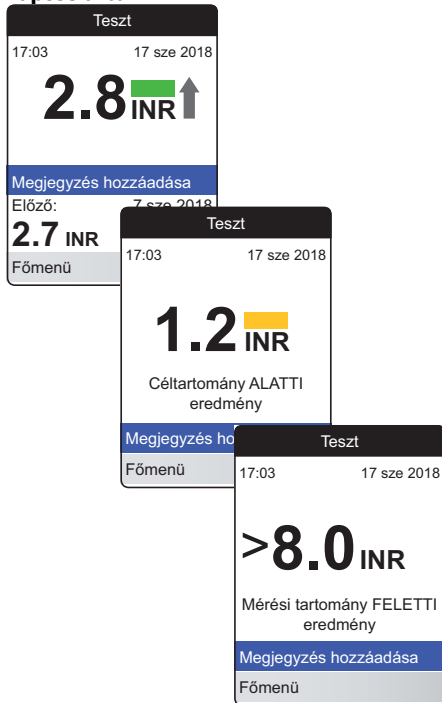 Teszt
17:03 17 sze 2018
2.8 INR
Megjegyzés hozzáadása
Előző: 7 sze 2018
2.7 INR
Főmenü
Teszt
17:03 17 sze 2018
1.2 INR
Céltartomány ALATTI
eredmény
Megjegyzés ho
Főmenü
Teszt
17:03 17 sze 2018
>8.0 INR
Mérési tartomány FELETTI
eredmény
Megjegyzés hozzáadása
Főmenü